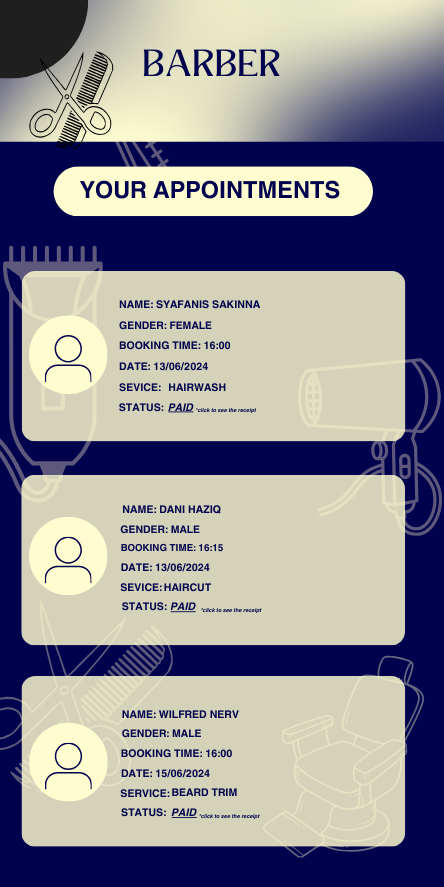 BARBER
YOUR APPOINTMENTS
NAME: SYAFANIS SAKINNA
GENDER: FEMALE
BOOKING TIME: 16:00
DATE: 13/06/2024
SEVICE: HAIRWASH
STATUS: PAID *click to see the receipt
NAME: DANI HAZIQ
GENDER: MALE
BOOKING TIME: 16:15
DATE: 13/06/2024
SEVICE: HAIRCUT
STATUS: PAID *click to see the receipt
NAME: WILFRED NERV
GENDER: MALE
BOOKING TIME: 16:00
DATE: 15/06/2024
SERVICE: BEARD TRIM
STATUS: PAID *click to see the receipt